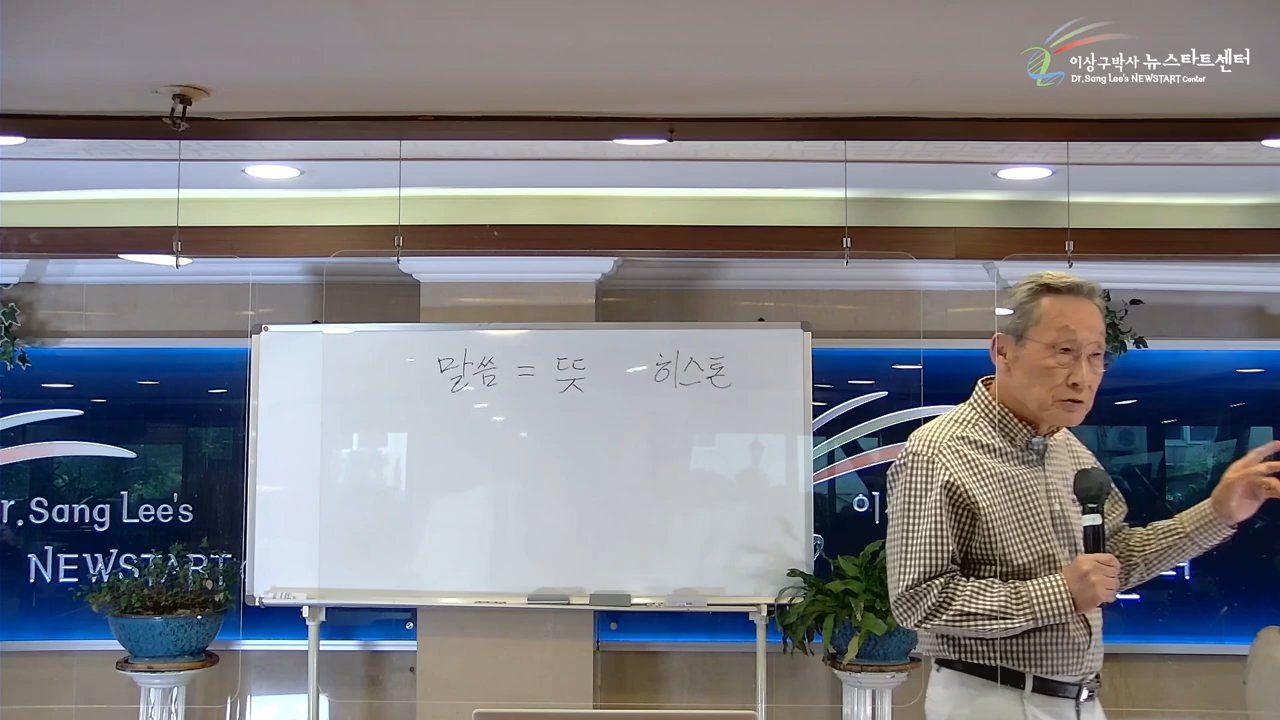 이상구박사 뉴스타트센터
Dr. Sang Lee's NEWSTART Center
말씀 = 뜻 히스톤
r. Sang Lee's
NEWSTART
이